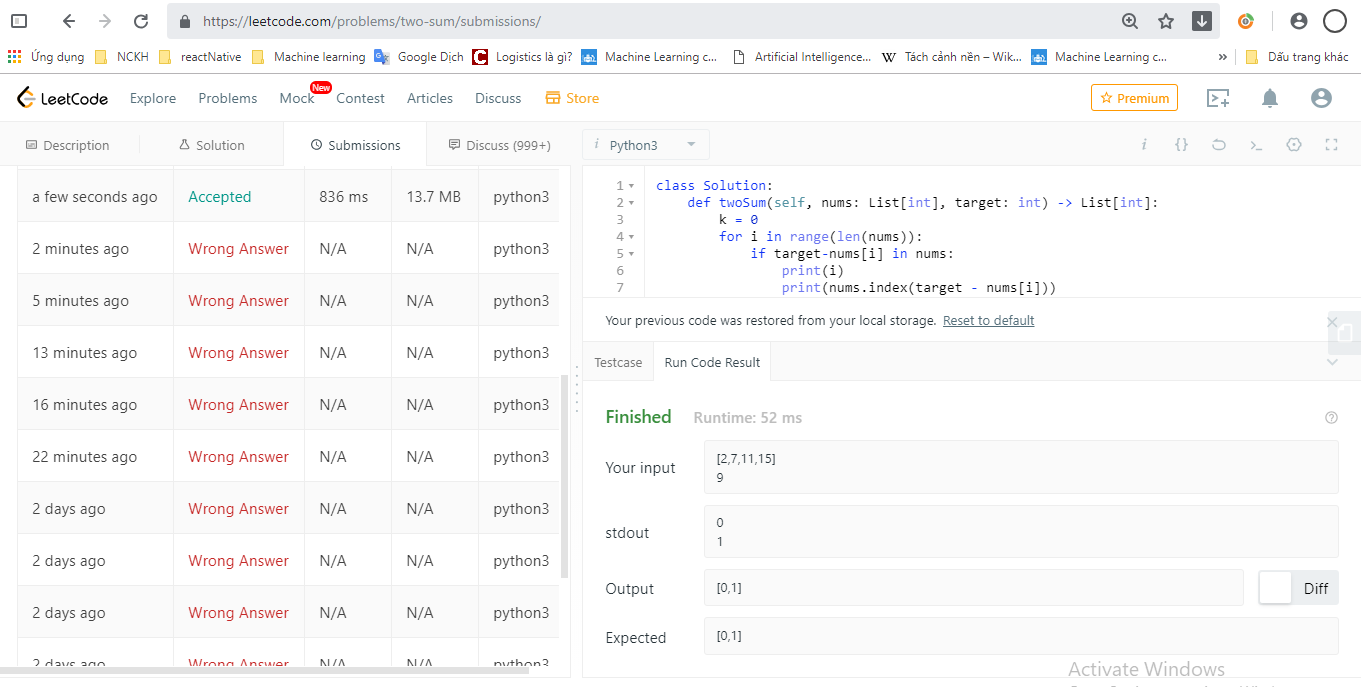 https://leetcode.com/problems/two-sum/submissions/
Ứng dụng NCKH reactNative Machine learning Google Dịch Logistics là gì? Machine Learning c... Artificial Intelligence... Tách cảnh nền – Wik... Machine Learning c... » Dấu trang khác
LeetCode Explore Problems Mock New Contest Articles Discuss Store Premium
Description Solution Submissions Discuss (999+) i Python3
a few seconds ago Accepted 836 ms 13.7 MB python3
2 minutes ago Wrong Answer N/A N/A python3
5 minutes ago Wrong Answer N/A N/A python3
13 minutes ago Wrong Answer N/A N/A python3
16 minutes ago Wrong Answer N/A N/A python3
22 minutes ago Wrong Answer N/A N/A python3
2 days ago Wrong Answer N/A N/A python3
2 days ago Wrong Answer N/A N/A python3
2 days ago Wrong Answer N/A N/A python3
2 days ago Wrong Answer N/A N/A python3
1 class Solution:
2 def twoSum(self, nums: List[int], target: int) -> List[int]:
3 k = 0
4 for i in range(len(nums)):
5 if target-nums[i] in nums:
6 print(i)
7 print(nums.index(target - nums[i]))
Your previous code was restored from your local storage. Reset to default
Testcase Run Code Result
Finished Runtime: 52 ms
Your input
[2,7,11,15]
9
stdout
0
1
Output [0,1] Diff
Expected [0,1]
Activate Windows